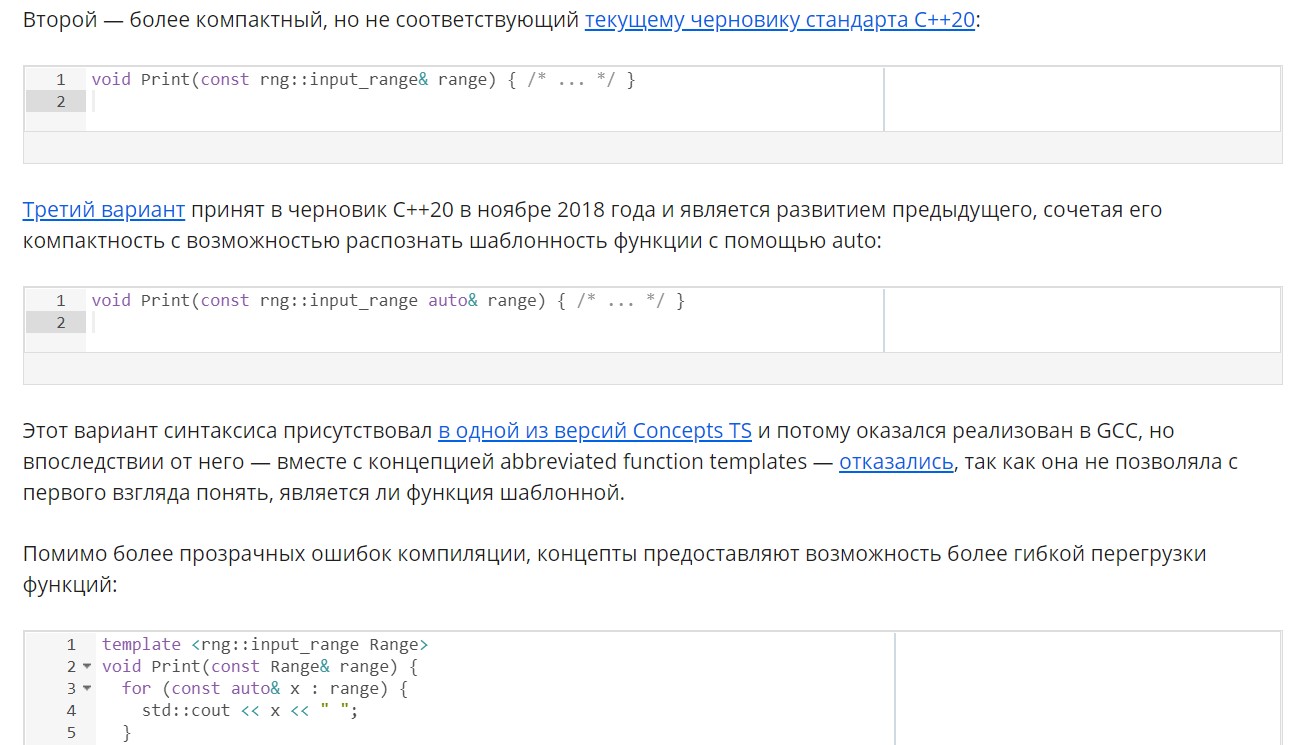 Второй — более компактный, но не соответствующий текущему черновику стандарта C++20:
1 void Print(const rng::input_range& range) { /* ... */ }
2
Третий вариант принят в черновик C++20 в ноябре 2018 года и является развитием предыдущего, сочетая его
компактность с возможностью распознать шаблонность функции с помощью auto:
1 void Print(const rng::input_range auto& range) { /* ... */ }
2
Этот вариант синтаксиса присутствовал в одной из версий Concepts TS и потому оказался реализован в GCC, но
впоследствии от него — вместе с концепцией abbreviated function templates — отказались, так как она не позволяла с
первого взгляда понять, является ли функция шаблонной.
Помимо более прозрачных ошибок компиляции, концепты предоставляют возможность более гибкой перегрузки
функций:
1 template <rng::input_range Range>
2 void Print(const Range& range) {
3 for (const auto& x : range) {
4 std::cout << x << " ";
5 }